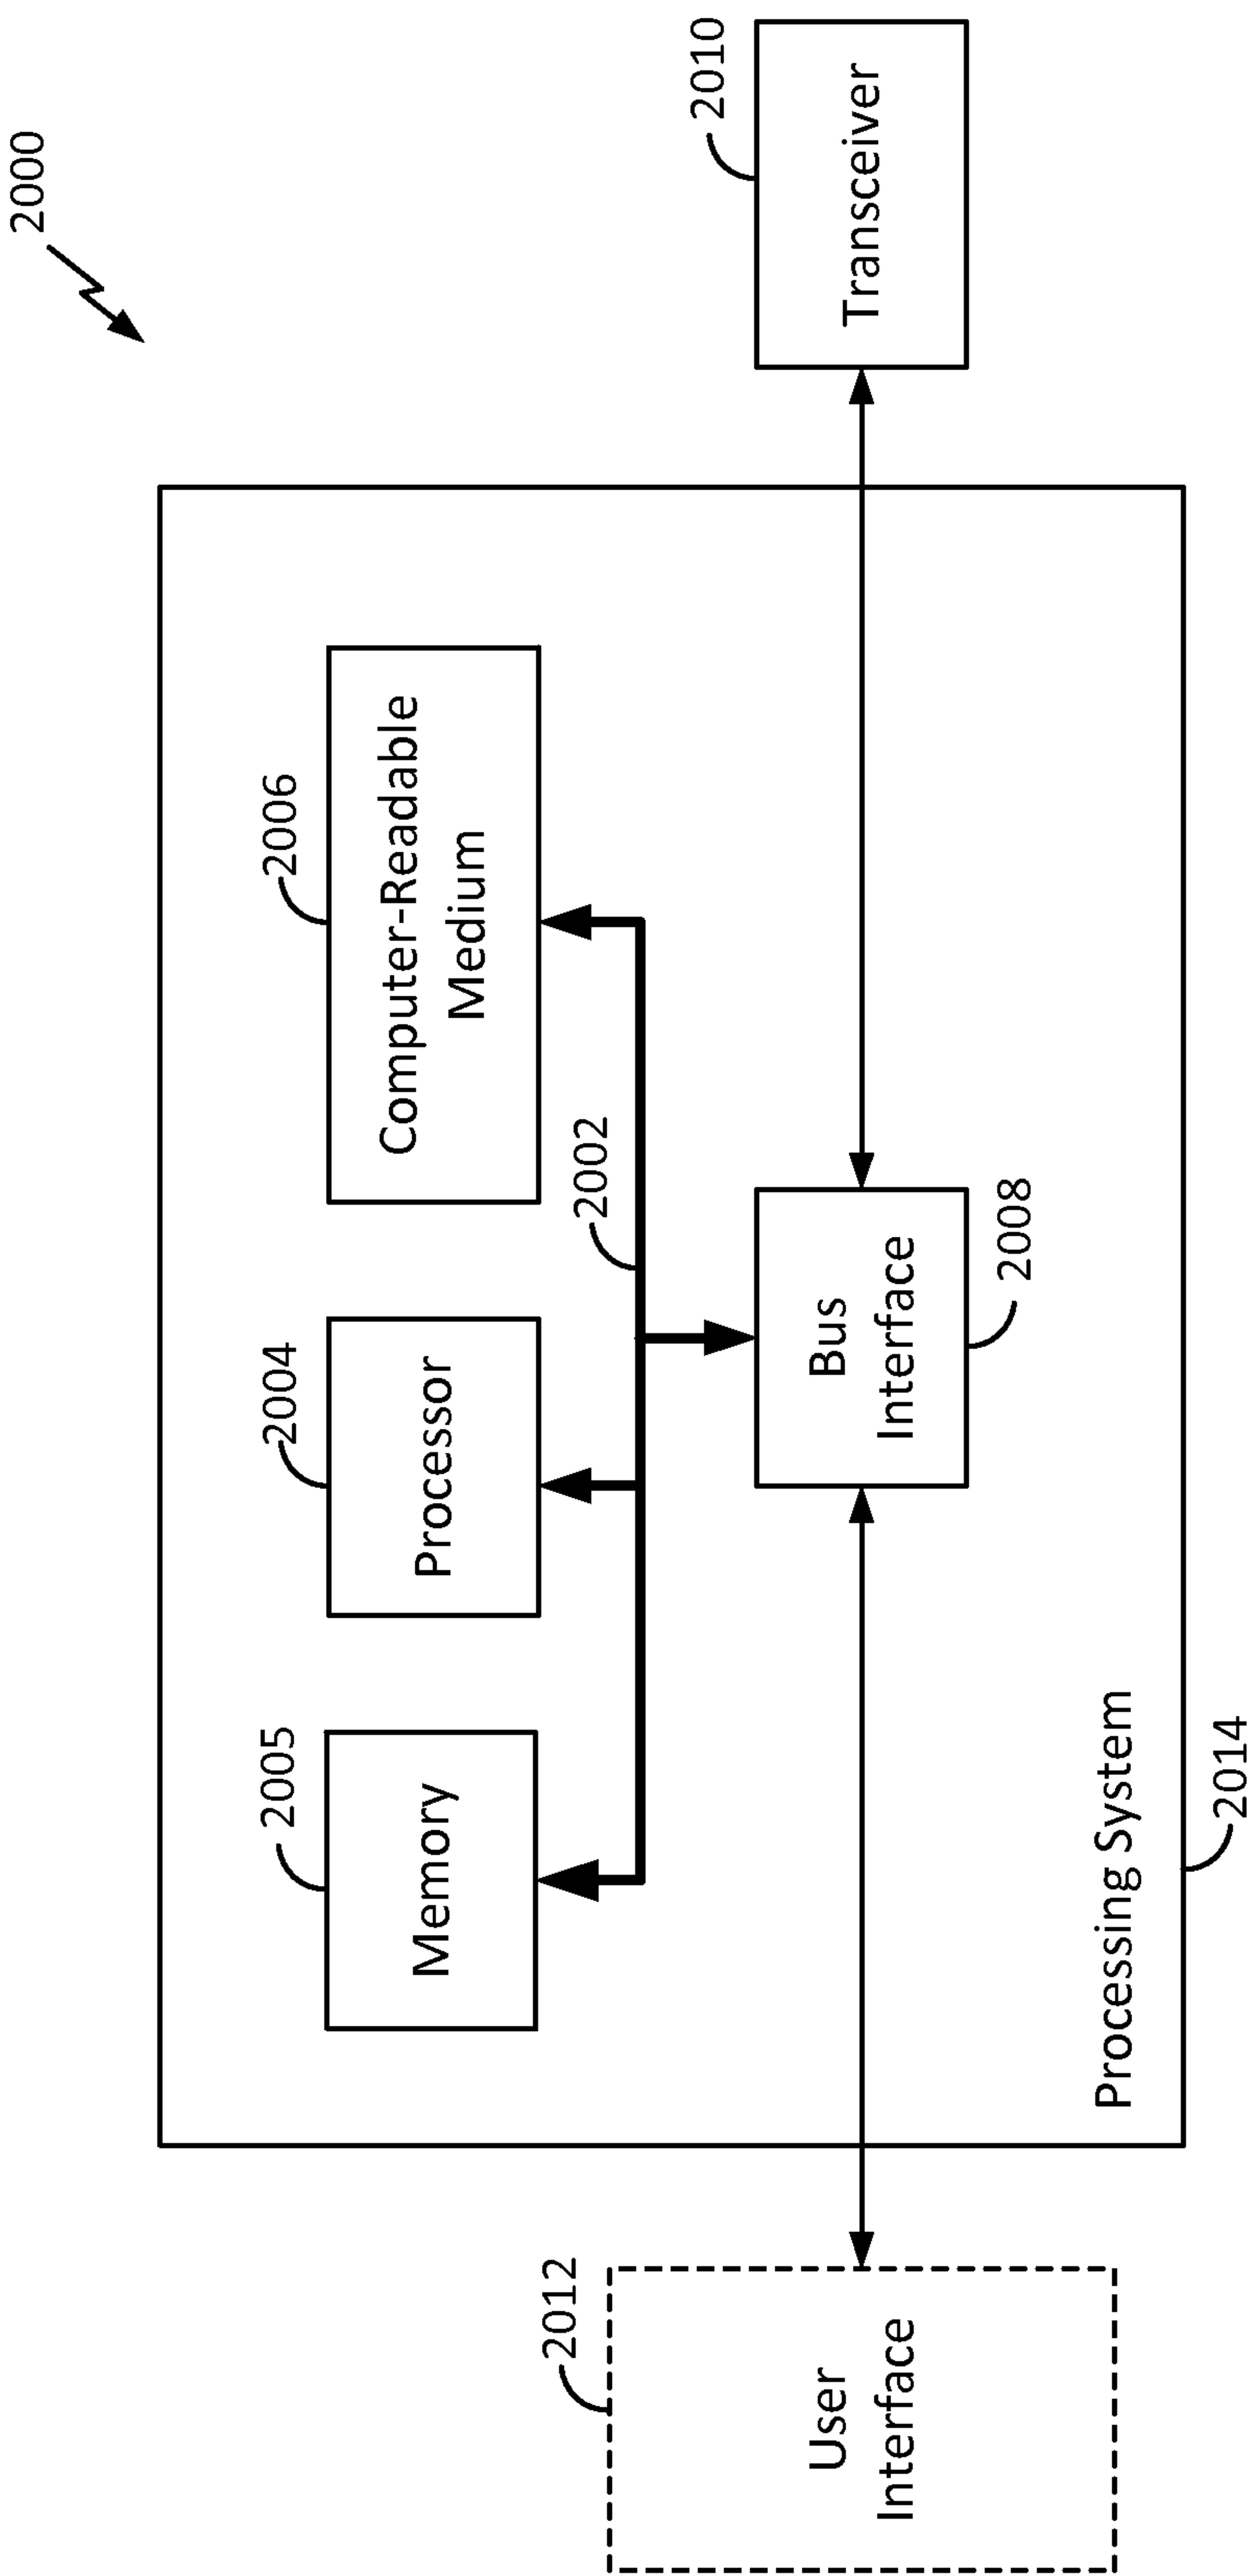 2000
2005
2004
2006
Memory
Processor
Computer-Readable
Medium
2002
2012
2010
User
Interface
Bus
Interface
Transceiver
2008
Processing System
2014